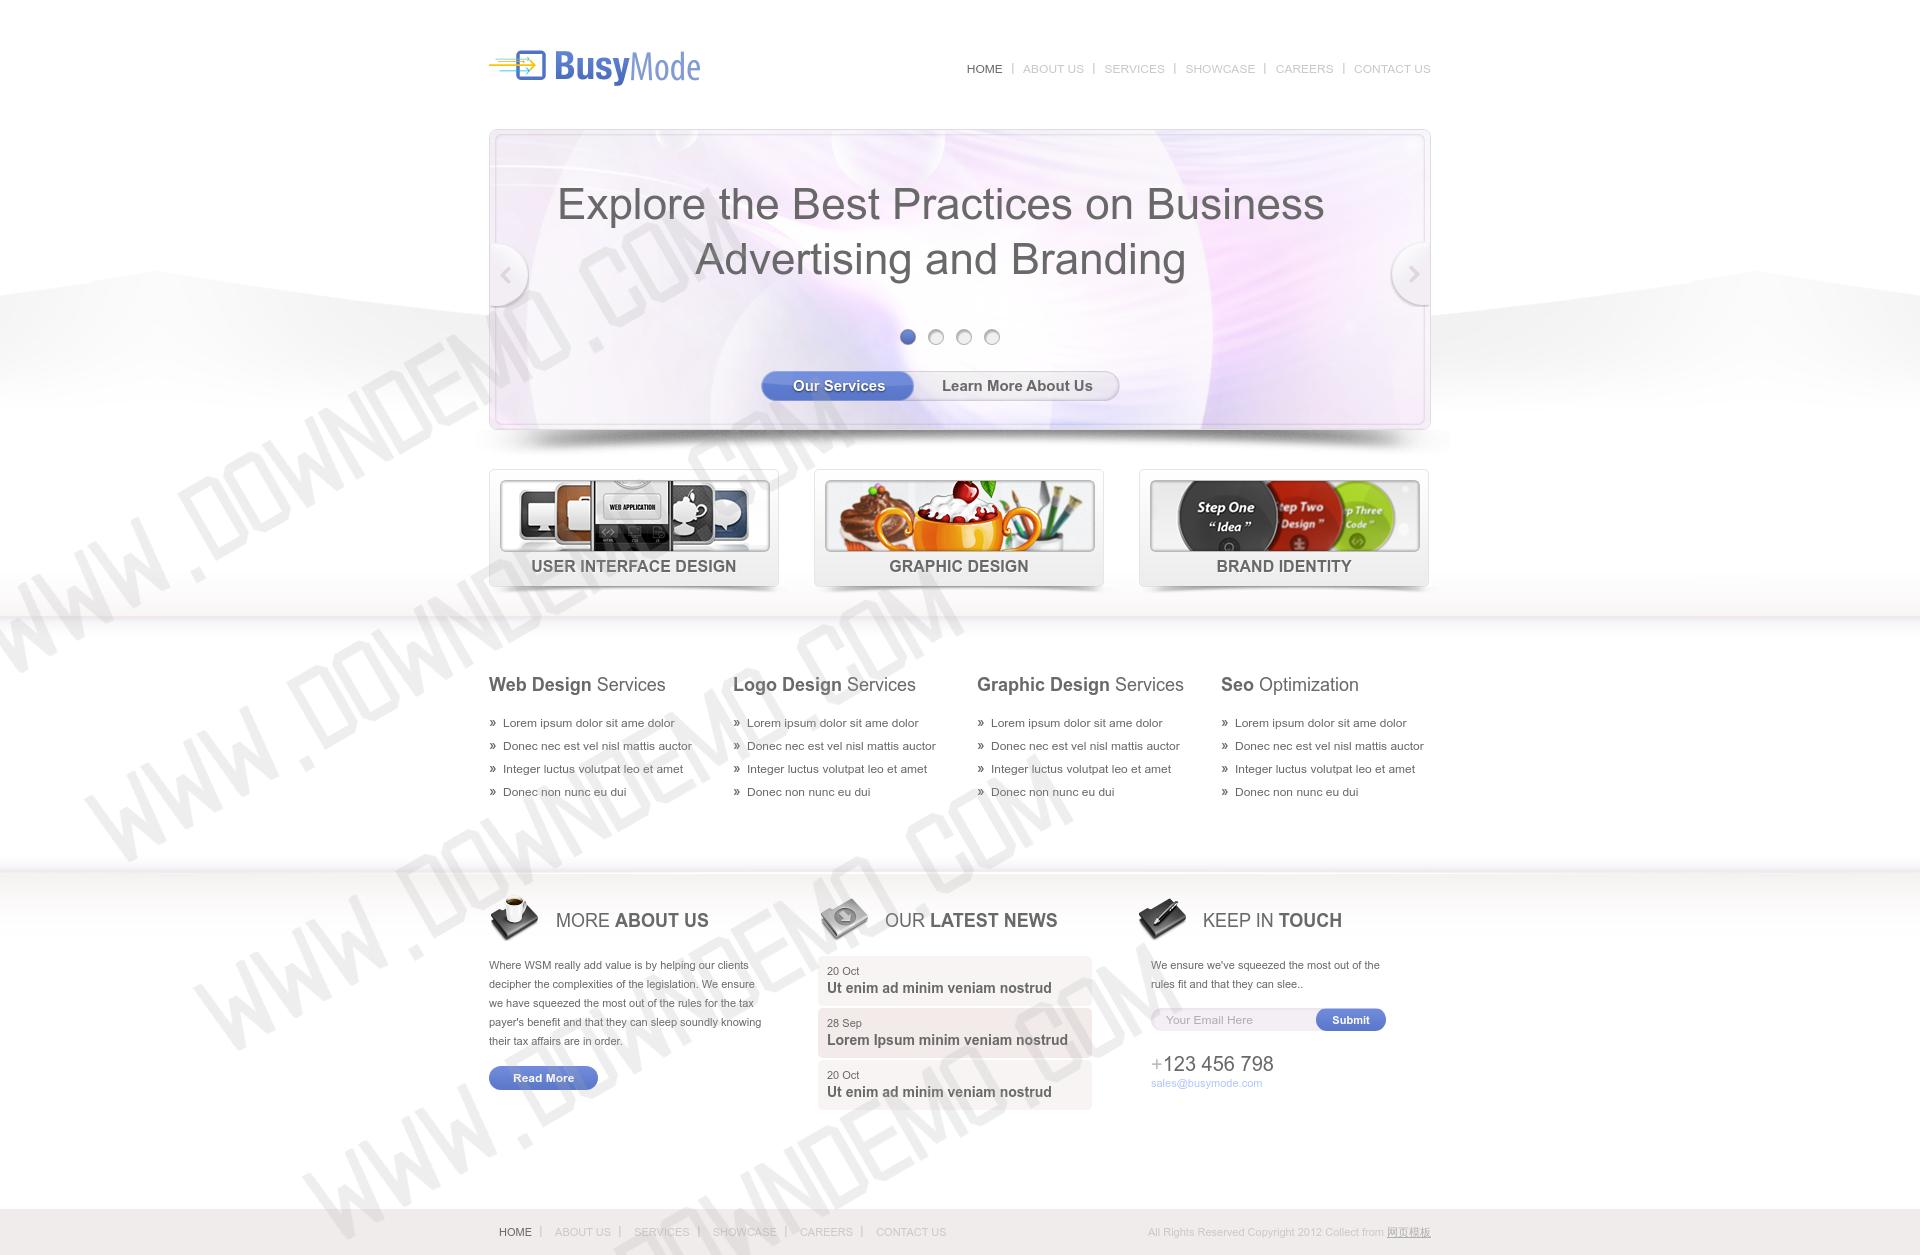 BusyMode
HOME | ABOUT US | SERVICES | SHOWCASE | CAREERS | CONTACT US
Explore the Best Practices on Business
Advertising and Branding
Our Services
Learn More About Us
WEB APPLICATION
Step One
“ Idea ”
Step Two
Design ”
Step Three
Code ”
USER INTERFACE DESIGN
GRAPHIC DESIGN
BRAND IDENTITY
Web Design Services
» Lorem ipsum dolor sit ame dolor
» Donec nec est vel nisl mattis auctor
» Integer luctus volutpat leo et amet
» Donec non nunc eu dui
Logo Design Services
» Lorem ipsum dolor sit ame dolor
» Donec nec est vel nisl mattis auctor
» Integer luctus volutpat leo et amet
» Donec non nunc eu dui
Graphic Design Services
» Lorem ipsum dolor sit ame dolor
» Donec nec est vel nisl mattis auctor
» Integer luctus volutpat leo et amet
» Donec non nunc eu dui
Seo Optimization
» Lorem ipsum dolor sit ame dolor
» Donec nec est vel nisl mattis auctor
» Integer luctus volutpat leo et amet
» Donec non nunc eu dui
MORE ABOUT US
Where WSM really add value is by helping our clients
decipher the complexities of the legislation. We ensure
we have squeezed the most out of the rules for the tax
payer's benefit and that they can sleep soundly knowing
their tax affairs are in order.
Read More
OUR LATEST NEWS
20 Oct
Ut enim ad minim veniam nostrud
28 Sep
Lorem Ipsum minim veniam nostrud
20 Oct
Ut enim ad minim veniam nostrud
KEEP IN TOUCH
We ensure we've squeezed the most out of the
rules fit and that they can slee..
Your Email Here
Submit
+123 456 798
sales@busymode.com
HOME | ABOUT US | SERVICES | SHOWCASE | CAREERS | CONTACT US
All Rights Reserved Copyright 2012 Collect from 网页模板
WWW.DOWNDEMO.COM
WWW.DOWNDEMO.COM
WWW.DOWNDEMO.COM
WWW.DOWNDEMO.COM
OWNDEMO.COM